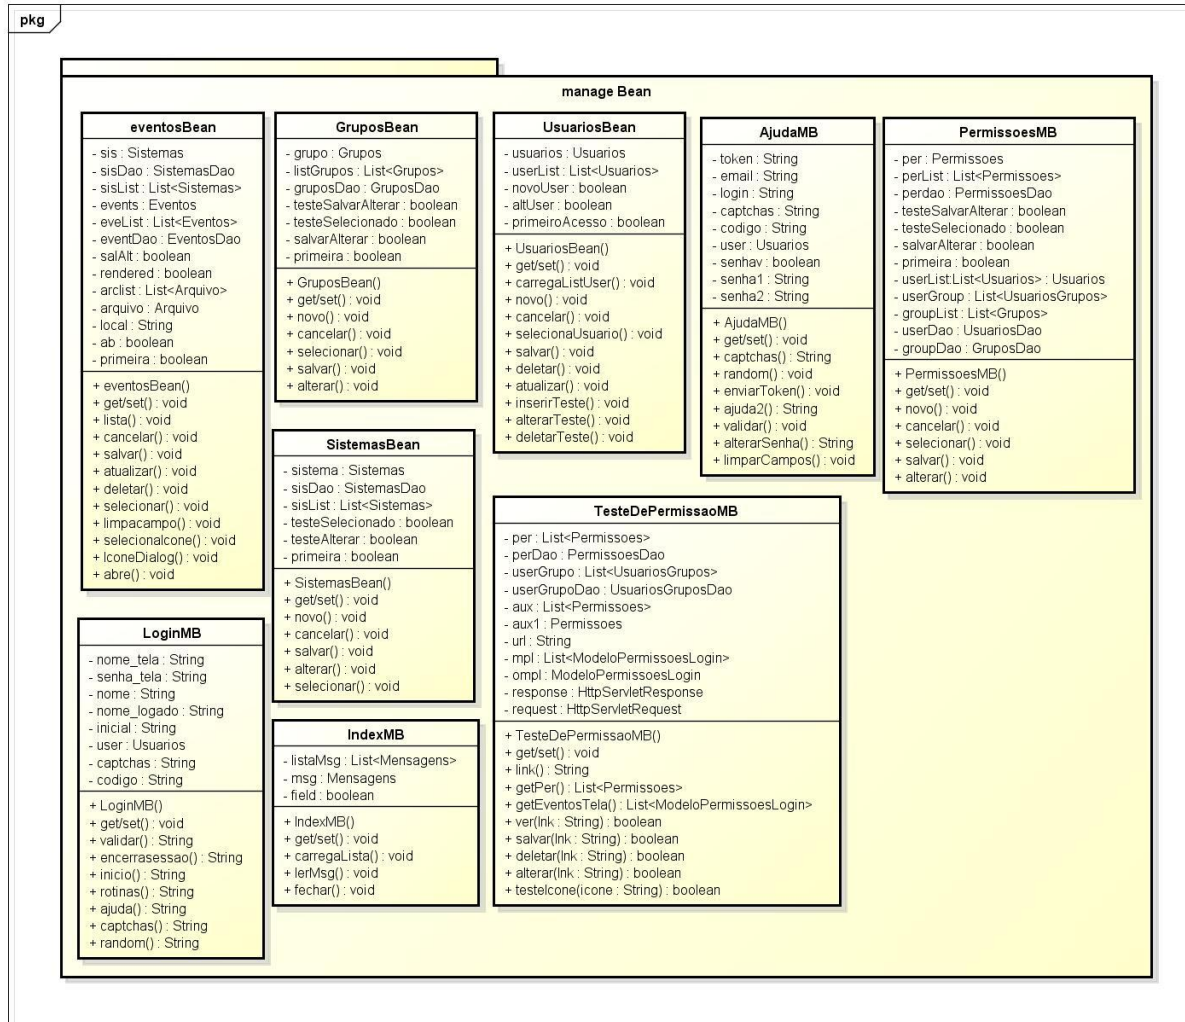 pkg
manage Bean
eventosBean
- sis : Sistemas
- sisDao : SistemasDao
- sisList : List<Sistemas>
- events : Eventos
- eveList : List<Eventos>
- eventDao : EventosDao
- salAlt : boolean
- rendered : boolean
- arclist : List<Arquivo>
- arquivo : Arquivo
- local : String
- ab : boolean
- primeira : boolean
+ eventosBean()
+ get/set() : void
+ lista() : void
+ cancelar() : void
+ salvar() : void
+ atualizar() : void
+ deletar() : void
+ selecionar() : void
+ limpacampo() : void
+ selecionaIcone() : void
+ IconeDialog() : void
+ abre() : void
GruposBean
- grupo : Grupos
- listGrupos : List<Grupos>
- gruposDao : GruposDao
- testeSalvarAlterar : boolean
- testeSelecionado : boolean
- salvarAlterar : boolean
- primeira : boolean
+ GruposBean()
+ get/set() : void
+ novo() : void
+ cancelar() : void
+ selecionar() : void
+ salvar() : void
+ alterar() : void
UsuariosBean
- usuarios : Usuarios
- userList : List<Usuarios>
- novoUser : boolean
- altUser : boolean
- primeiroAcesso : boolean
+ UsuariosBean()
+ get/set() : void
+ carregaListUser() : void
+ novo() : void
+ cancelar() : void
+ selecionaUsuario() : void
+ salvar() : void
+ deletar() : void
+ atualizar() : void
+ inserirTeste() : void
+ alterarTeste() : void
+ deletarTeste() : void
AjudaMB
- token : String
- email : String
- login : String
- captchas : String
- codigo : String
- user : Usuarios
- senhav : boolean
- senha1 : String
- senha2 : String
+ AjudaMB()
+ get/set() : void
+ captchas() : String
+ random() : void
+ enviarToken() : void
+ ajuda2() : String
+ validar() : void
+ alterarSenha() : String
+ limparCampos() : void
PermissoesMB
- per : Permissoes
- perList : List<Permissoes>
- perdao : PermissoesDao
- testeSalvarAlterar : boolean
- testeSelecionado : boolean
- salvarAlterar : boolean
- primeira : boolean
- userList:List<Usuarios> : Usuarios
- userGroup : List<UsuariosGrupos>
- groupList : List<Grupos>
- userDao : UsuariosDao
- groupDao : GruposDao
+ PermissoesMB()
+ get/set() : void
+ novo() : void
+ cancelar() : void
+ selecionar() : void
+ salvar() : void
+ alterar() : void
SistemasBean
- sistema : Sistemas
- sisDao : SistemasDao
- sisList : List<Sistemas>
- testeSelecionado : boolean
- testeAlterar : boolean
- primeira : boolean
+ SistemasBean()
+ get/set() : void
+ novo() : void
+ cancelar() : void
+ salvar() : void
+ alterar() : void
+ selecionar() : void
TesteDePermissaoMB
- per : List<Permissoes>
- perDao : PermissoesDao
- userGrupo : List<UsuariosGrupos>
- userGrupoDao : UsuariosGruposDao
- aux : List<Permissoes>
- aux1 : Permissoes
- url : String
- mpl : List<ModeloPermissoesLogin>
- ompl : ModeloPermissoesLogin
- response : HttpServletResponse
- request : HttpServletRequest
+ TesteDePermissaoMB()
+ get/set() : void
+ link() : String
+ getPer() : List<Permissoes>
+ getEventosTela() : List<ModeloPermissoesLogin>
+ ver(lnk : String) : boolean
+ salvar(lnk : String) : boolean
+ deletar(lnk : String) : boolean
+ alterar(lnk : String) : boolean
+ testeIcone(icone : String) : boolean
LoginMB
- nome_tela : String
- senha_tela : String
- nome : String
- nome_logado : String
- inicial : String
- user : Usuarios
- captchas : String
- codigo : String
+ LoginMB()
+ get/set() : void
+ validar() : String
+ encerrasessao() : String
+ inicio() : String
+ rotinas() : String
+ ajuda() : String
+ captchas() : String
+ random() : String
IndexMB
- listaMsg : List<Mensagens>
- msg : Mensagens
- field : boolean
+ IndexMB()
+ get/set() : void
+ carregaLista() : void
+ lerMsg() : void
+ fechar() : void